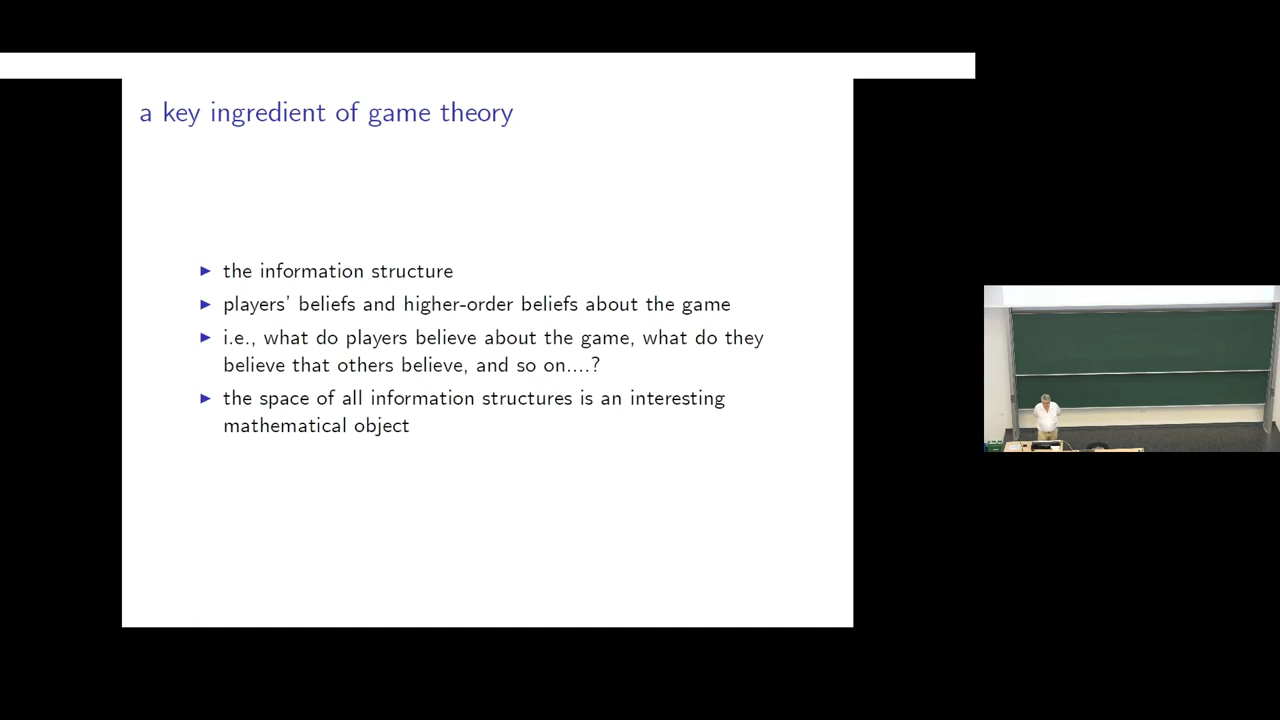 a key ingredient of game theory
▶ the information structure
▶ players' beliefs and higher-order beliefs about the game
▶ i.e., what do players believe about the game, what do they
believe that others believe, and so on....?
▶ the space of all information structures is an interesting
mathematical object